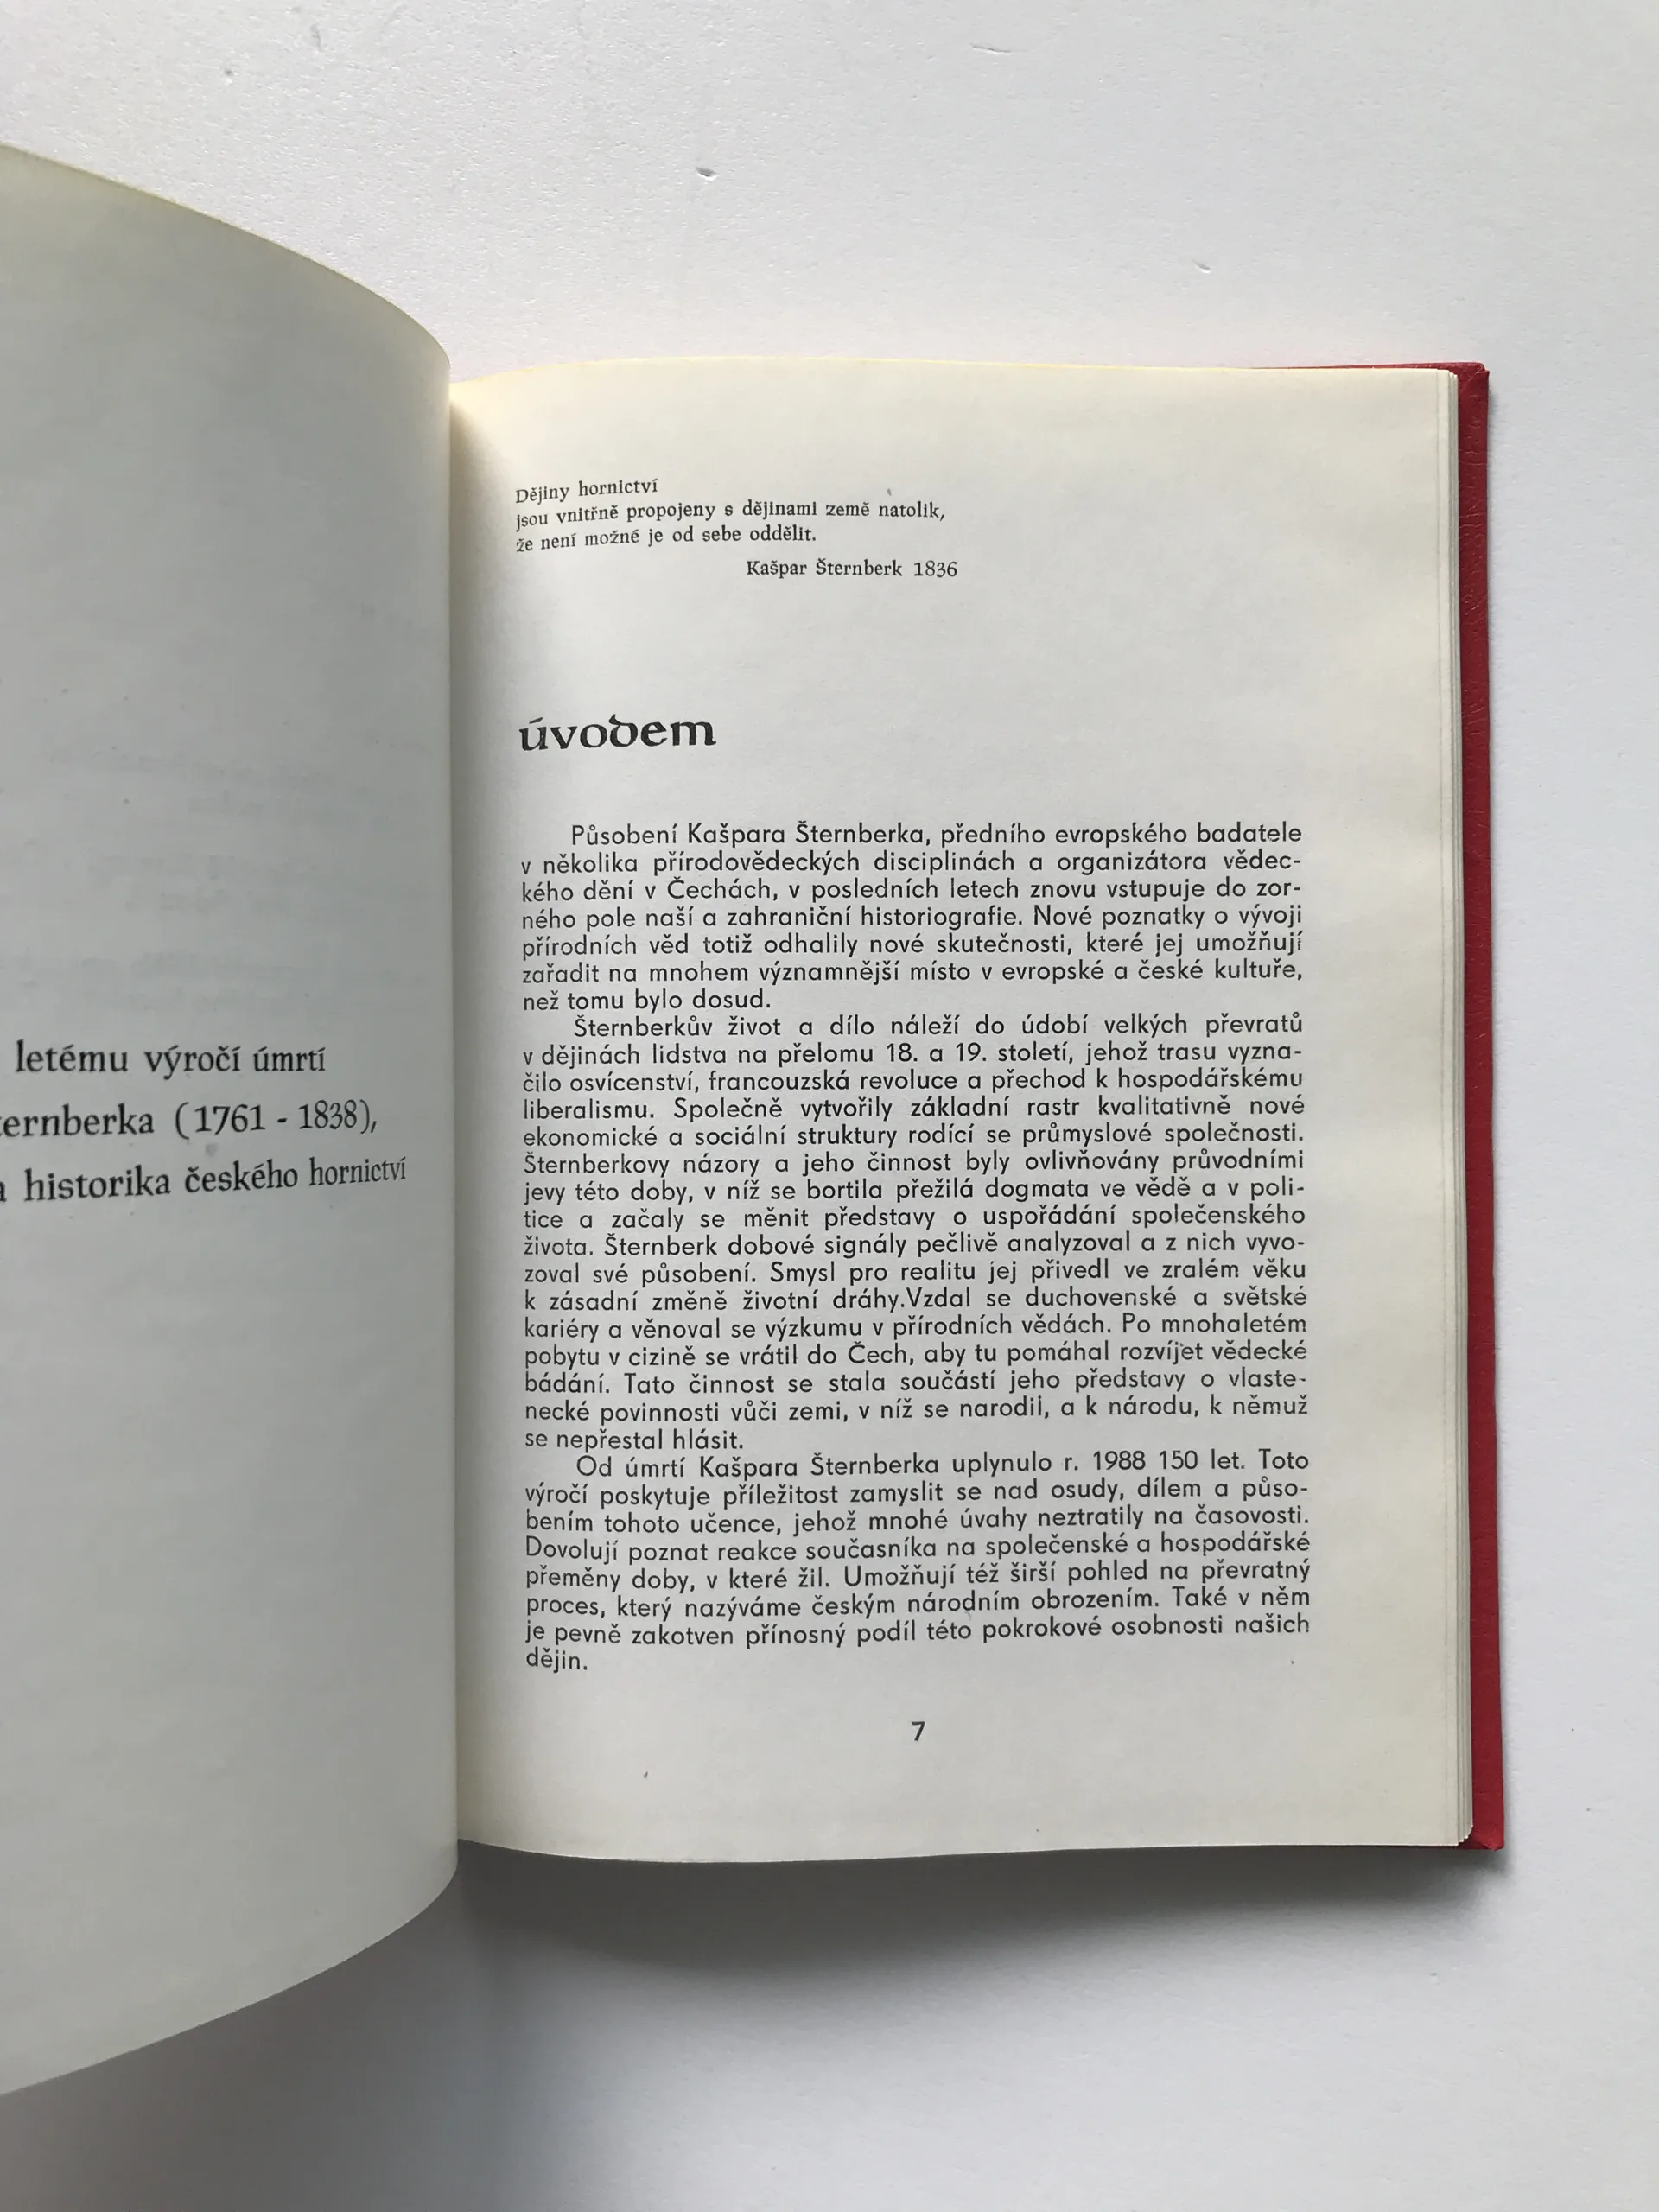 letému výročí úmrtí
ernberka (1761 - 1838),
historika českého hornictví
Dějiny hornictví
jsou vnitřně propojeny s dějinami země natolik,
že není možné je od sebe oddělit.
Kašpar Šternberk 1836
úvodem
Působení Kašpara Šternberka, předního evropského badatele
v několika přírodovědeckých disciplinách a organizátora vědec-
kého dění v Čechách, v posledních letech znovu vstupuje do zor-
ného pole naší a zahraniční historiografie. Nové poznatky o vývoji
přírodních věd totiž odhalily nové skutečnosti, které jej umožňují
zařadit na mnohem významnější místo v evropské a české kultuře,
než tomu bylo dosud.
Šternberkův život a dílo náleží do údobí velkých převratů
v dějinách lidstva na přelomu 18. a 19. století, jehož trasu vyzna-
čilo osvícenství, francouzská revoluce a přechod k hospodářskému
liberalismu. Společně vytvořily základní rastr kvalitativně nové
ekonomické a sociální struktury rodící se průmyslové společnosti.
Šternberkovy názory a jeho činnost byly ovlivňovány průvodními
jevy této doby, v níž se bortila přežilá dogmata ve vědě a v poli-
tice a začaly se měnit představy o uspořádání společenského
života. Šternberk dobové signály pečlivě analyzoval a z nich vyvo-
zoval své působení. Smysl pro realitu jej přivedl ve zralém věku
k zásadní změně životní dráhy.Vzdal se duchovenské a světské
kariéry a věnoval se výzkumu v přírodních vědách. Po mnohaletém
pobytu v cizině se vrátil do Čech, aby tu pomáhal rozvíjet vědecké
bádání. Tato činnost se stala součástí jeho představy o vlaste-
necké povinnosti vůči zemi, v níž se narodil, a k národu, k němuž
se nepřestal hlásit.
Od úmrtí Kašpara Šternberka uplynulo r. 1988 150 let. Toto
výročí poskytuje příležitost zamyslit se nad osudy, dílem a půso-
bením tohoto učence, jehož mnohé úvahy neztratily na časovosti.
Dovolují poznat reakce současníka na společenské a hospodářské
přeměny doby, v které žil. Umožňují též širší pohled na převratný
proces, který nazýváme českým národním obrozením. Také v něm
je pevně zakotven přínosný podíl této pokrokové osobnosti našich
dějin.
7